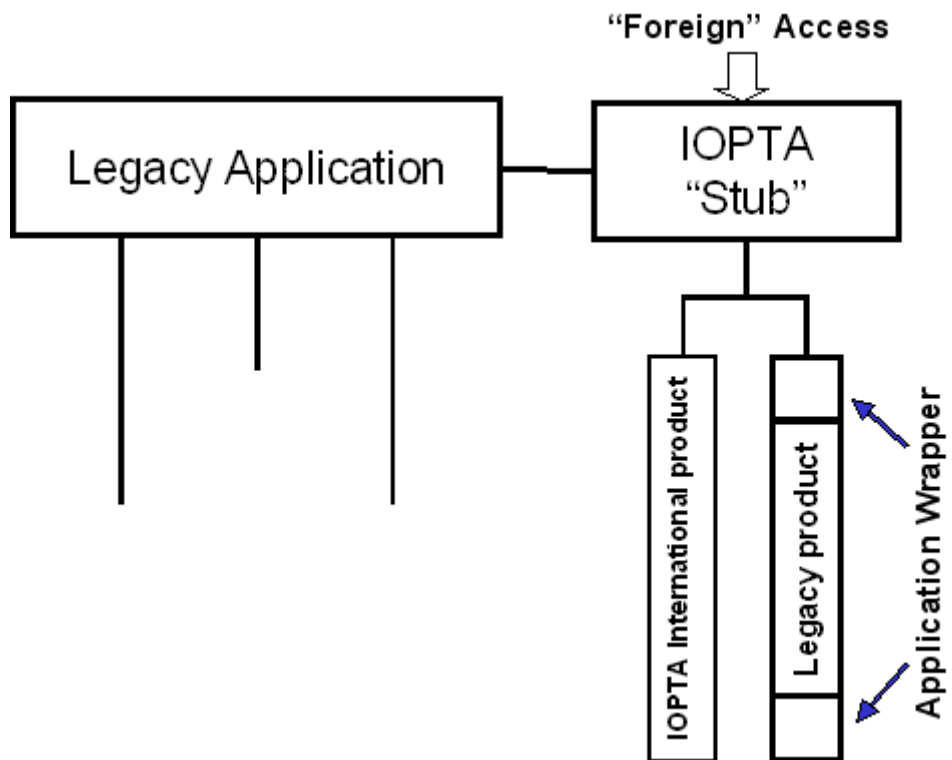 “Foreign” Access
Legacy Application
IOPTA
“Stub”
IOPTA International product
Legacy product
Application Wrapper